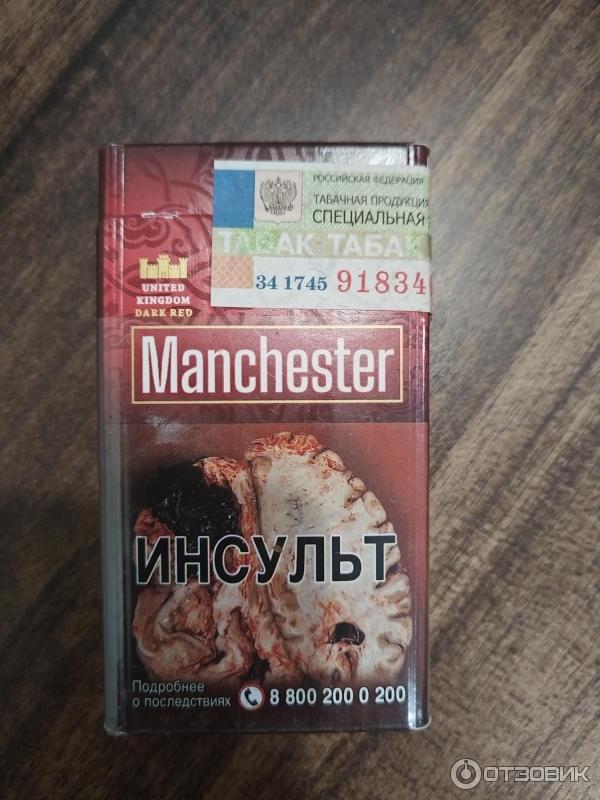 РОССИЙСКАЯ ФЕДЕРАЦИЯ
ТАБАЧНАЯ ПРОДУКЦИЯ
СПЕЦИАЛЬНАЯ
ТАБАК ТАБАК
34 1745 91834
UNITED
KINGDOM
DARK RED
Manchester
ИНСУЛЬТ
Подробнее
о последствиях 8 800 200 0 200
ОТЗОВИК